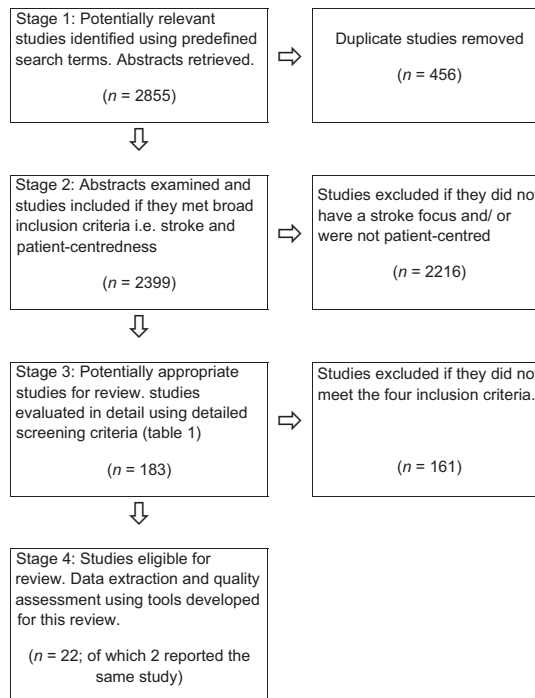 Stage 1: Potentially relevant
studies identified using predefined
search terms. Abstracts retrieved.
(n = 2855)
Duplicate studies removed
(n = 456)
Stage 2: Abstracts examined and
studies included if they met broad
inclusion criteria i.e. stroke and
patient-centredness
(n = 2399)
Studies excluded if they did not
have a stroke focus and/ or
were not patient-centred
(n = 2216)
Stage 3: Potentially appropriate
studies for review. studies
evaluated in detail using detailed
screening criteria (table 1)
(n = 183)
Studies excluded if they did not
meet the four inclusion criteria.
(n = 161)
Stage 4: Studies eligible for
review. Data extraction and quality
assessment using tools developed
for this review.
(n = 22; of which 2 reported the
same study)